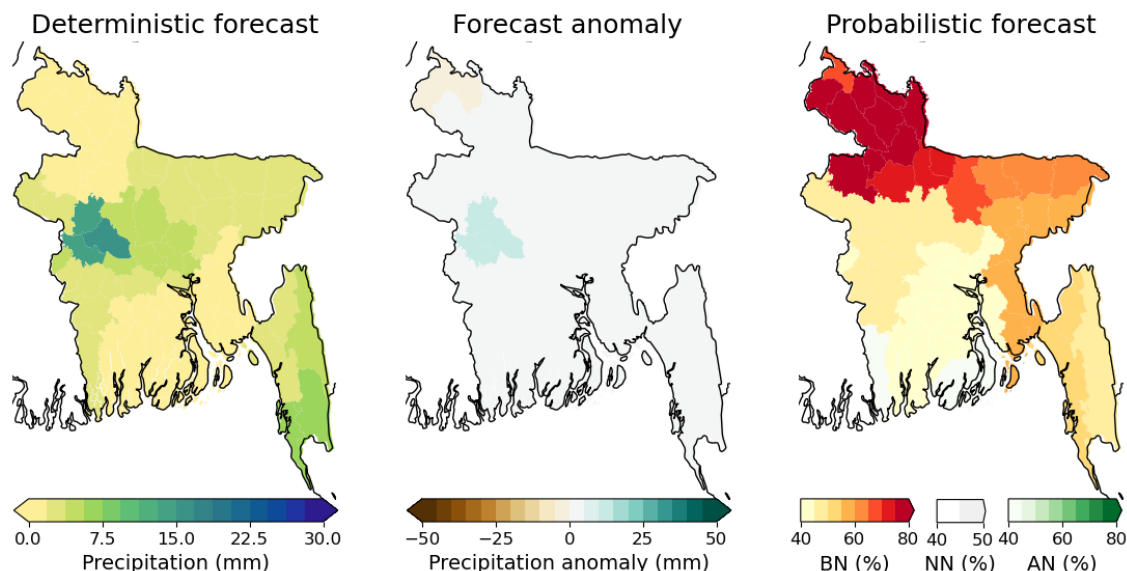 Deterministic forecast
Forecast anomaly
Probabilistic forecast
0.0 7.5 15.0 22.5 30.0
Precipitation (mm)
−50 −25 0 25 50
Precipitation anomaly (mm)
40 60 80
BN (%)
40 50
NN (%)
40 60 80
AN (%)